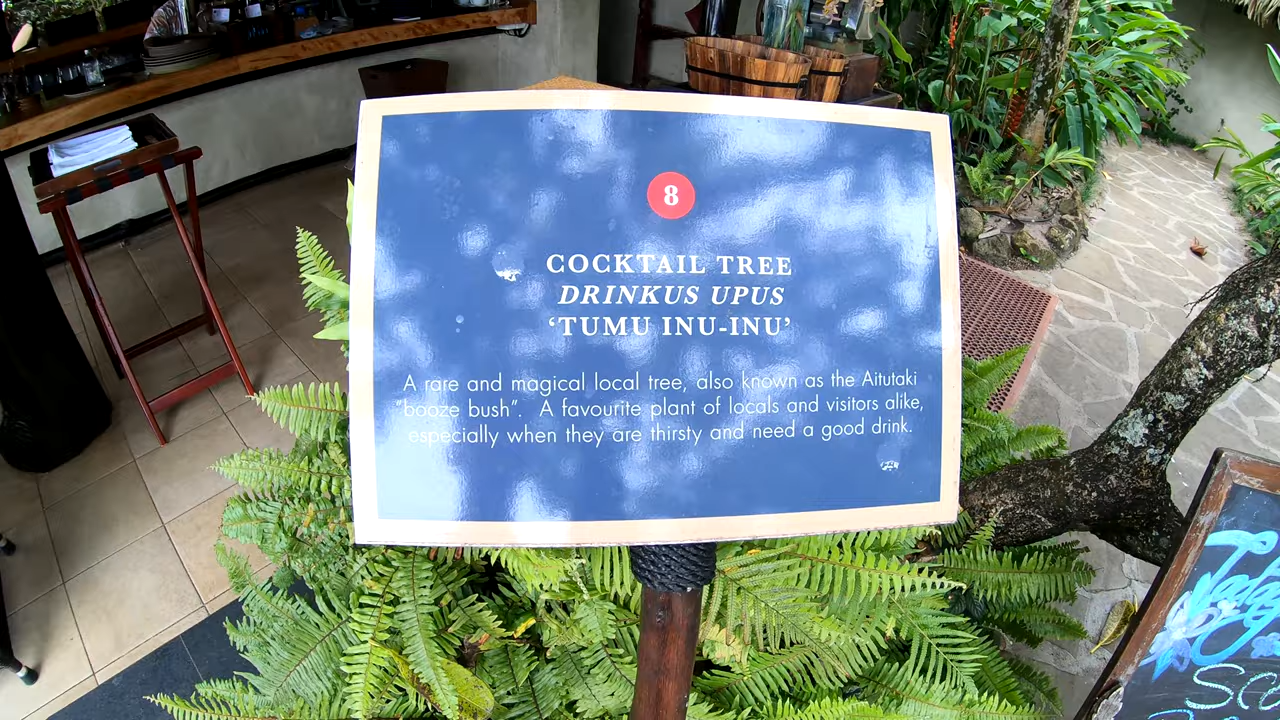 8
COCKTAIL TREE
DRINKUS UPUS
‘TUMU INU-INU’
A rare and magical local tree, also known as the Aitutaki
“booze bush”. A favourite plant of locals and visitors alike,
especially when they are thirsty and need a good drink.